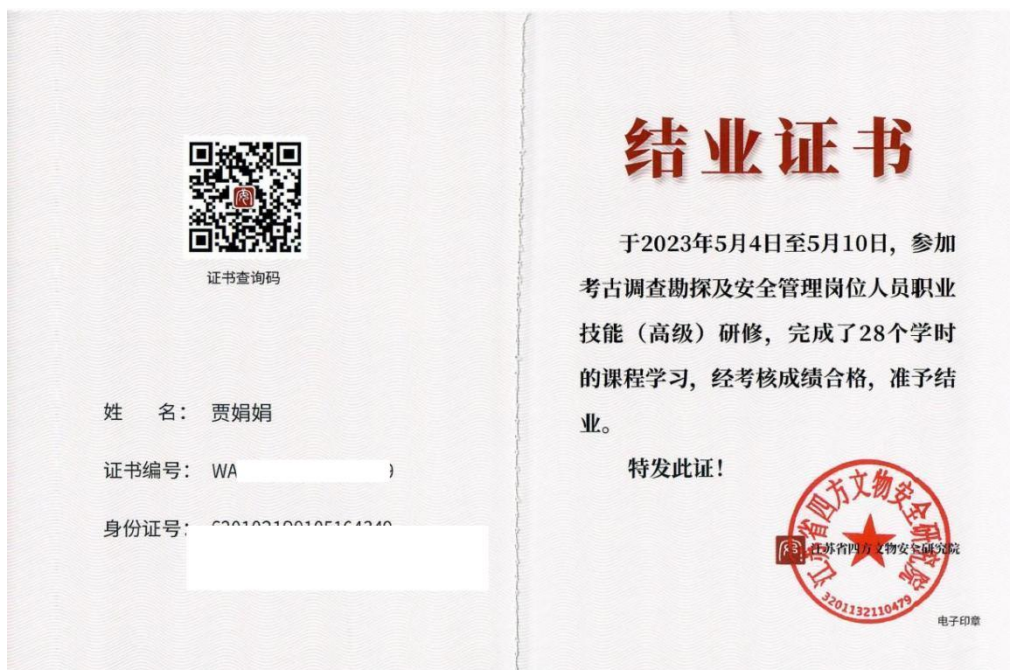 证书查询码
姓 名： 贾娟娟
证书编号： WA
身份证号：
结业证书
于2023年5月4日至5月10日，参加
考古调查勘探及安全管理岗位人员职业
技能（高级）研修，完成了28个学时
的课程学习，经考核成绩合格，准予结
业。
特发此证！
江苏省四方文物安全研究院
江苏省四方文物安全研究院
3201132110479
电子印章